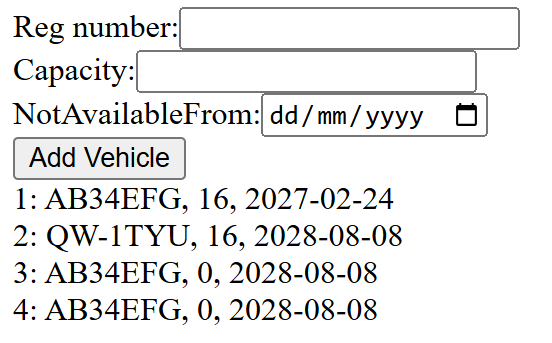 Reg number:
Capacity:
NotAvailableFrom: dd/mm/yyyy
Add Vehicle
1: AB34EFG, 16, 2027-02-24
2: QW-1TYU, 16, 2028-08-08
3: AB34EFG, 0, 2028-08-08
4: AB34EFG, 0, 2028-08-08